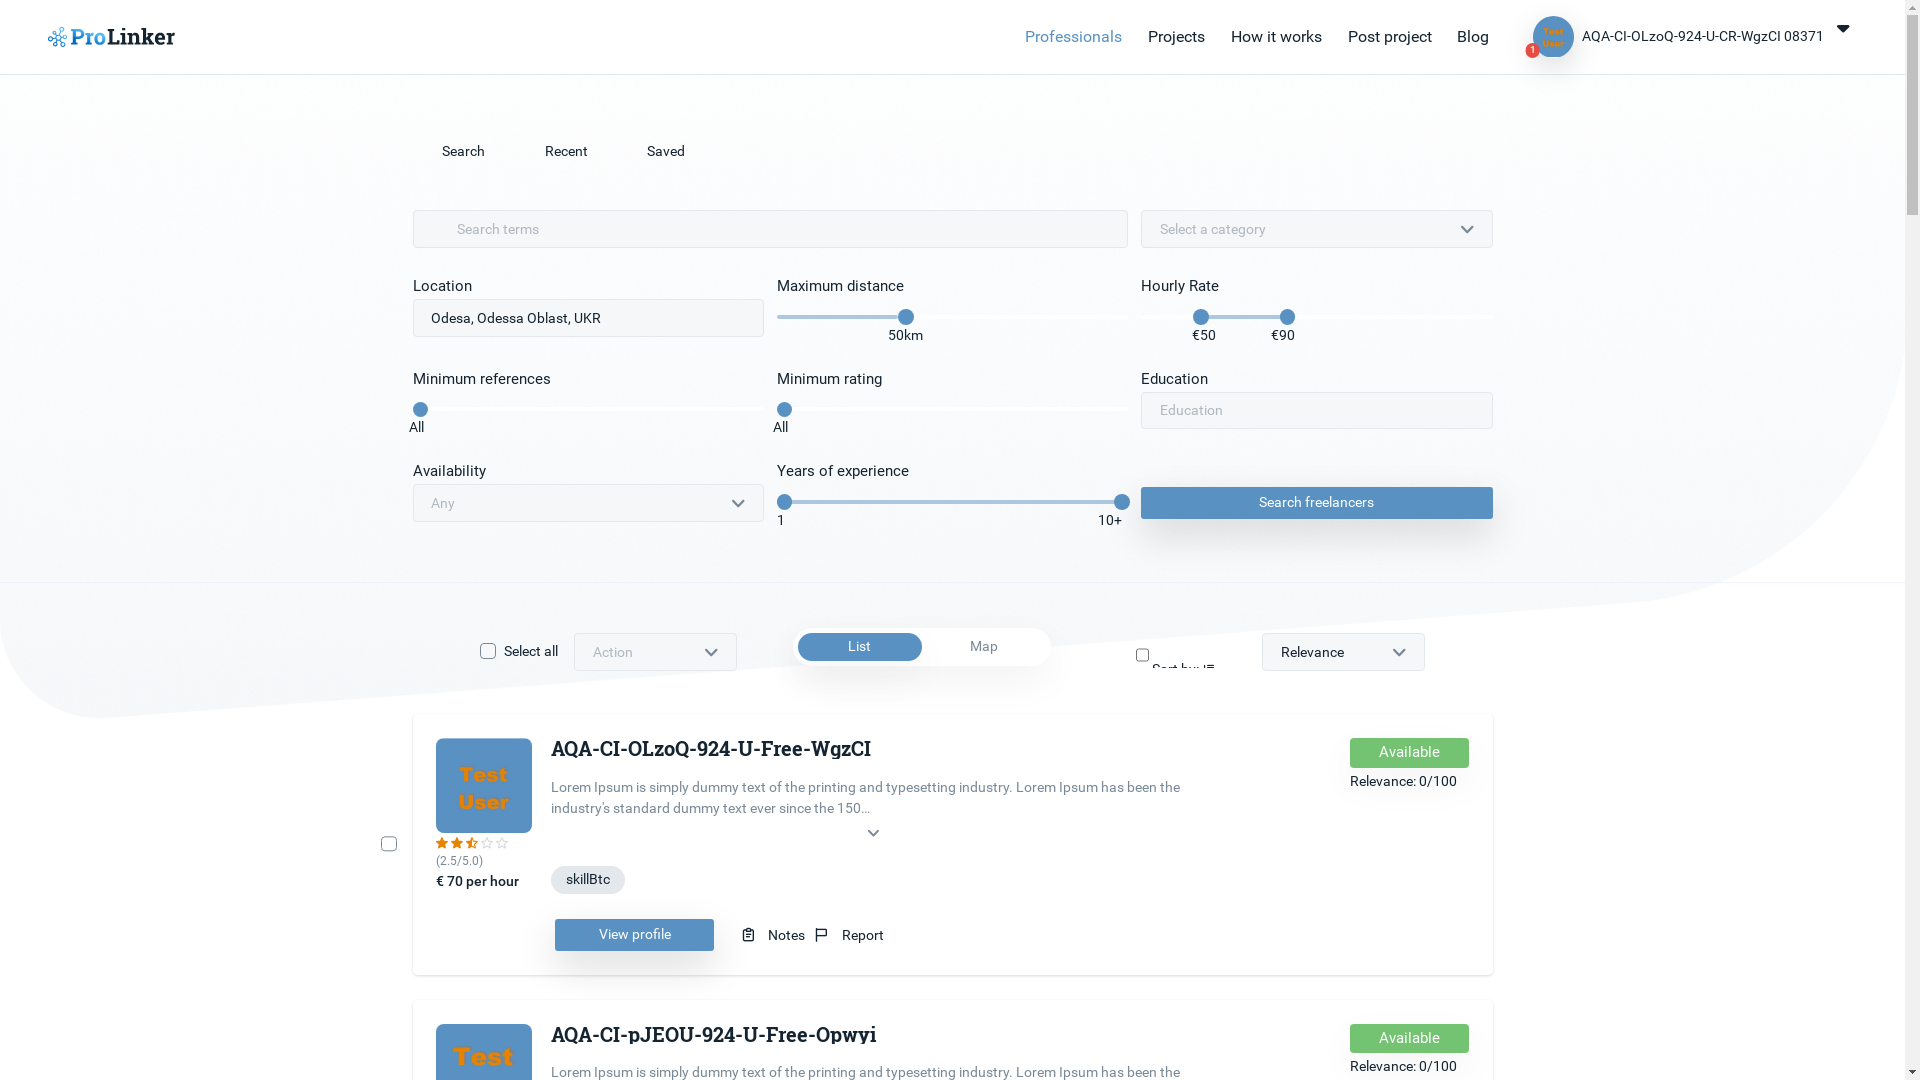 ProLinker
Professionals
Projects
How it works
Post project
Blog
Test
User
1
AQA-CI-OLzoQ-924-U-CR-WgzCI 08371
Search
Recent
Saved
Search terms
Select a category
Location
Maximum distance
Hourly Rate
Odesa, Odessa Oblast, UKR
50km
€50
€90
Minimum references
Minimum rating
Education
All
All
Education
Availability
Years of experience
Any
1
10+
Search freelancers
Select all
Action
List
Map
Sort by:
Relevance
Test
User
AQA-CI-OLzoQ-924-U-Free-WgzCI
Available
Relevance: 0/100
Lorem Ipsum is simply dummy text of the printing and typesetting industry. Lorem Ipsum has been the
industry's standard dummy text ever since the 150...
(2.5/5.0)
€ 70 per hour
skillBtc
View profile
Notes
Report
Test
AQA-CI-pJEOU-924-U-Free-Opwyi
Available
Relevance: 0/100
Lorem Ipsum is simply dummy text of the printing and typesetting industry. Lorem Ipsum has been the